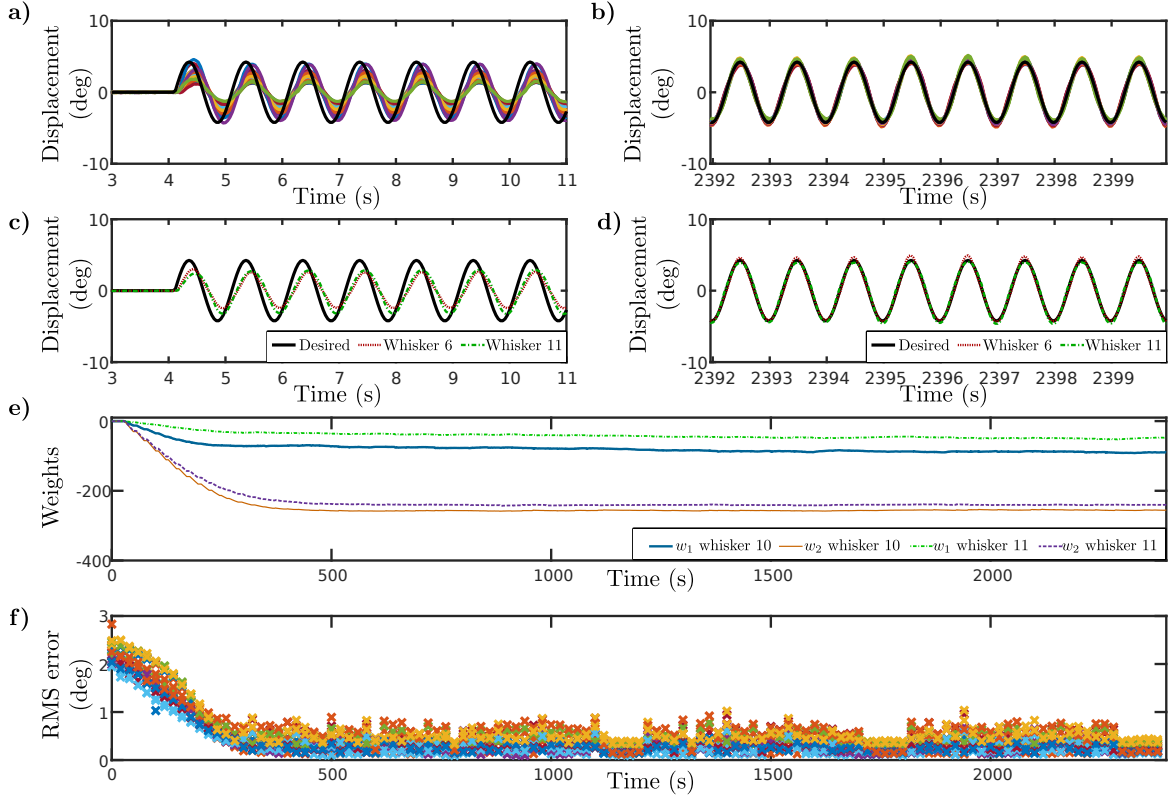 a)
10
0
-10
Displacement
(deg)
3 4 5 6 7 8 9 10 11
Time (s)
b)
10
0
-10
Displacement
(deg)
2392 2393 2394 2395 2396 2397 2398 2399
Time (s)
c)
10
0
-10
Displacement
(deg)
Desired Whisker 6 Whisker 11
3 4 5 6 7 8 9 10 11
Time (s)
d)
10
0
-10
Displacement
(deg)
Desired Whisker 6 Whisker 11
2392 2393 2394 2395 2396 2397 2398 2399
Time (s)
e)
0
-200
-400
Weights
w₁ whisker 10 w₂ whisker 10 w₁ whisker 11 w₂ whisker 11
0 500 1000 1500 2000
Time (s)
f)
3
2
1
0
RMS error
(deg)
0 500 1000 1500 2000
Time (s)